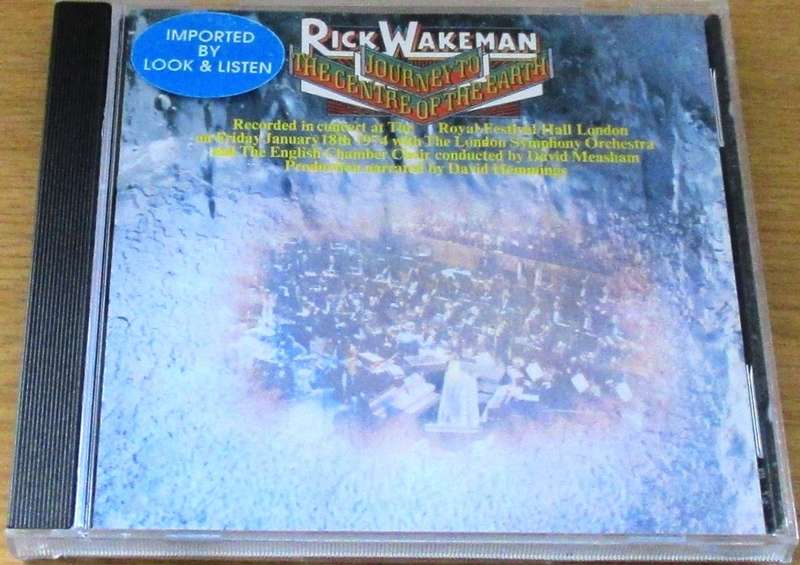 IMPORTED
BY
LOOK & LISTEN
RICK WAKEMAN
JOURNEY TO
THE CENTRE OF THE EARTH
Recorded in concert at The Royal Festival Hall London
on Friday January 18th 1974 with The London Symphony Orchestra
and The English Chamber Choir conducted by David Measham
Production narrated by David Hemmings